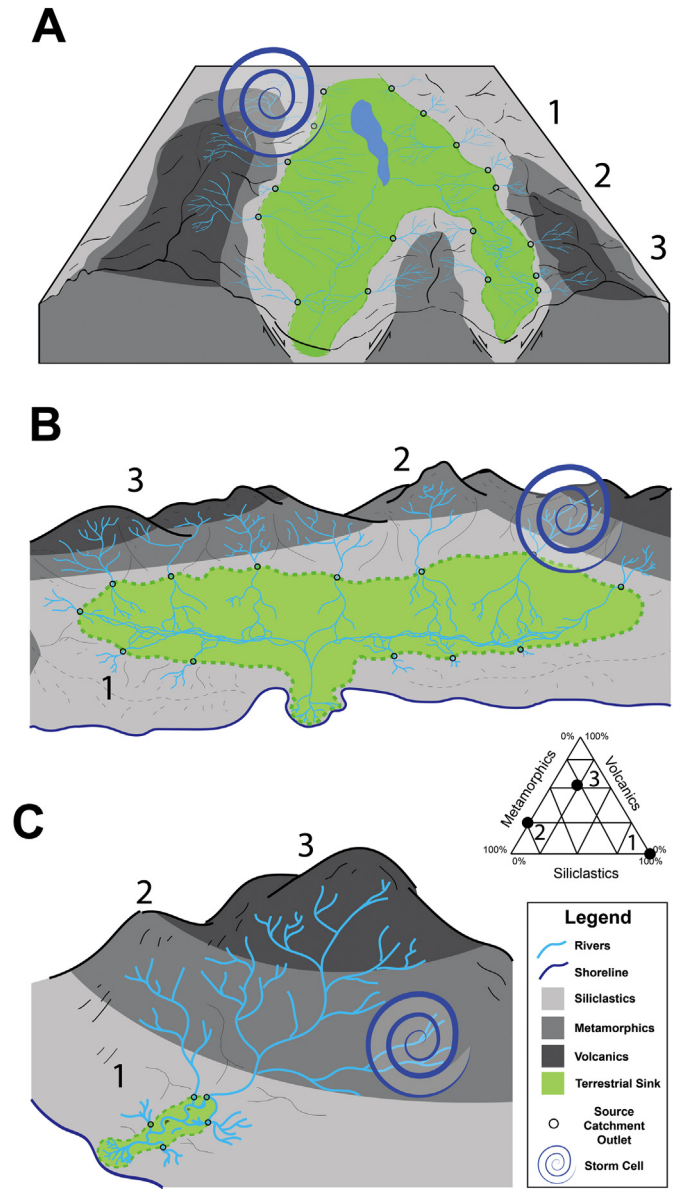 A
1
2
3
B
3
2
1
0% 100%
Metamorphics
Volcanics
3
2
1
100%
0%
0%
100%
Siliclastics
C
3
2
1
Legend
Rivers
Shoreline
Siliclastics
Metamorphics
Volcanics
Terrestrial Sink
Source
Catchment
Outlet
Storm Cell